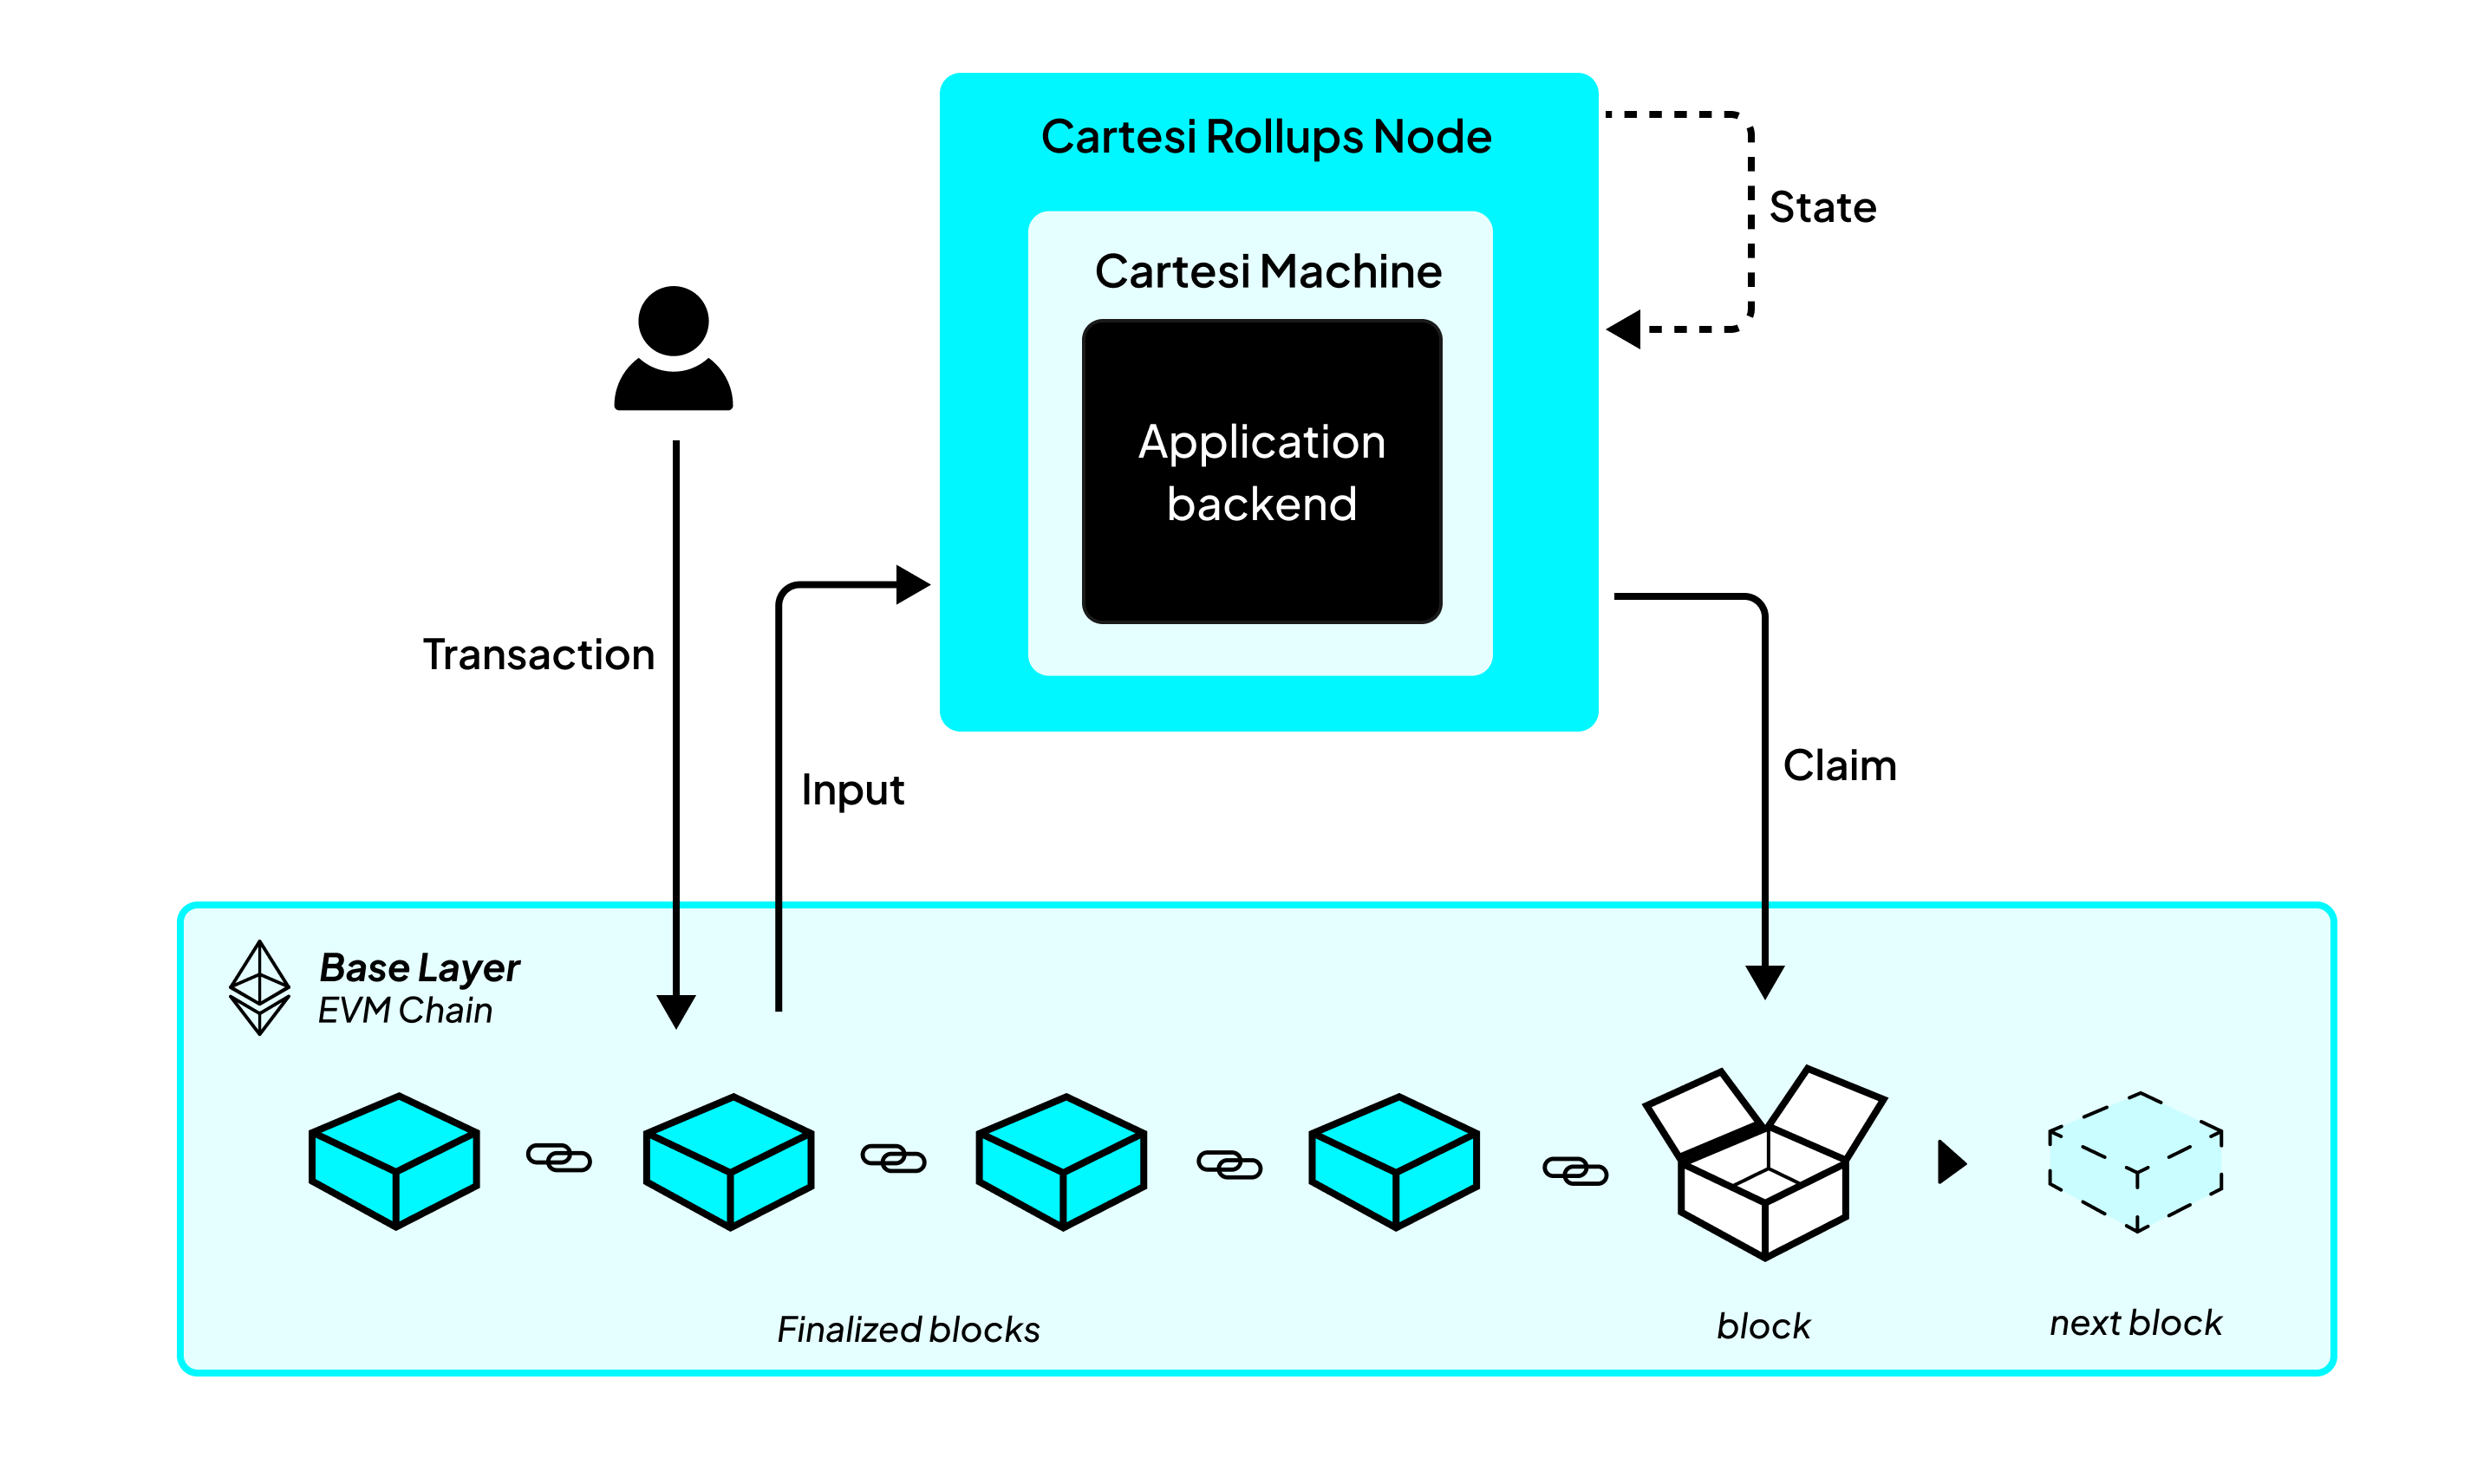 Cartesi Rollups Node
State
Cartesi Machine
Application
backend
Transaction
Input
Claim
Base Layer
EVM Chain
Finalized blocks
block
next block